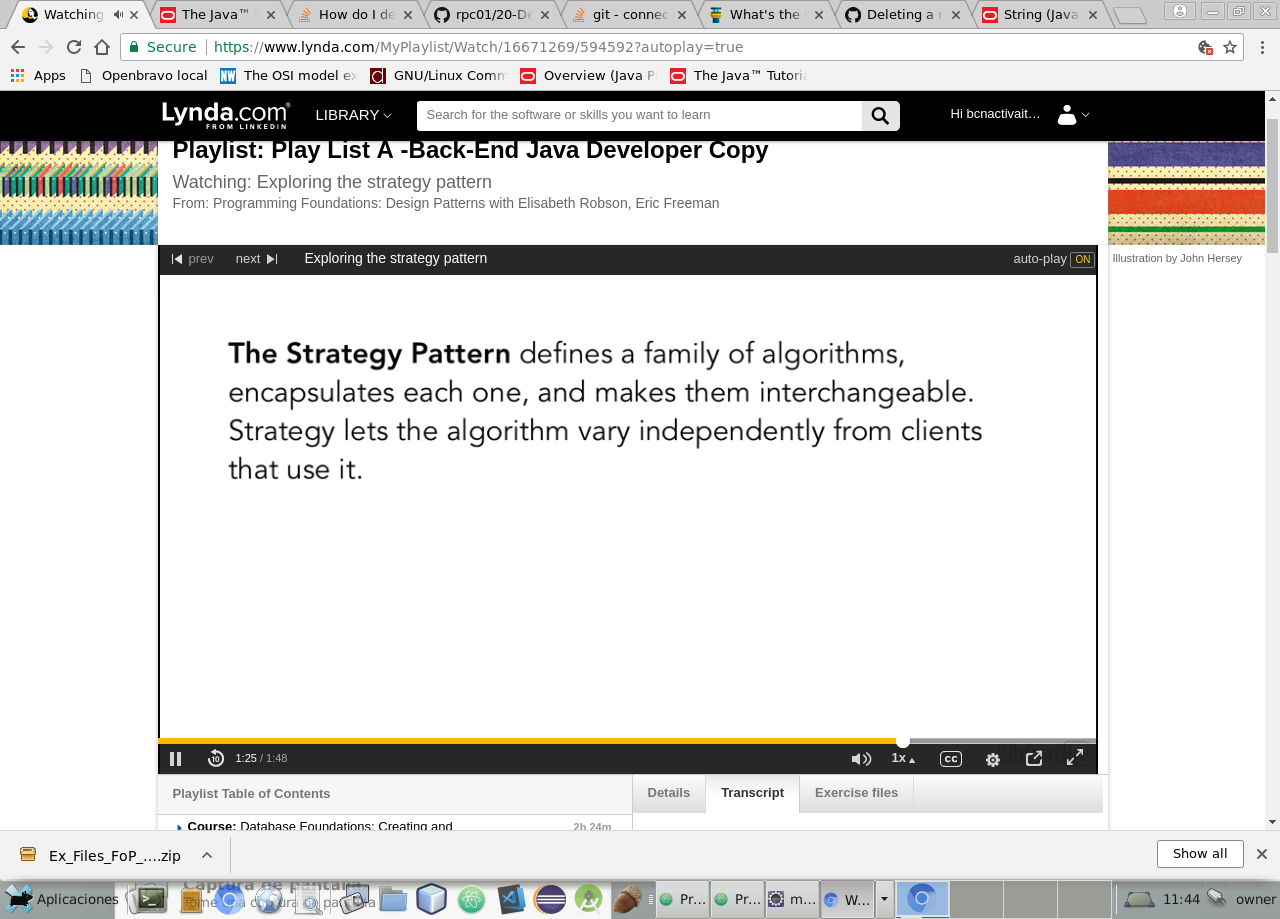 Watching
The Java™
How do I de
rpc01/20-De
git - connec
What's the
Deleting a r
String (Java
Secure https://www.lynda.com/MyPlaylist/Watch/16671269/594592?autoplay=true
Apps Openbravo local The OSI model ex GNU/Linux Comm Overview (Java P The Java™ Tutoria
Lynda.com® LIBRARY Search for the software or skills you want to learn Hi bcnactivait...
FROM LINKEDIN
Playlist: Play List A -Back-End Java Developer Copy
Watching: Exploring the strategy pattern
From: Programming Foundations: Design Patterns with Elisabeth Robson, Eric Freeman
prev next Exploring the strategy pattern auto-play ON
Illustration by John Hersey
The Strategy Pattern defines a family of algorithms,
encapsulates each one, and makes them interchangeable.
Strategy lets the algorithm vary independently from clients
that use it.
10 1:25 / 1:48 1x cc
Playlist Table of Contents Details Transcript Exercise files
Course: Database Foundations: Creating and 2h 24m
Ex_Files_FoP_....zip Show all
Captura de pantalla
Aplicaciones Pr... Pr... m... W... 11:44 owner